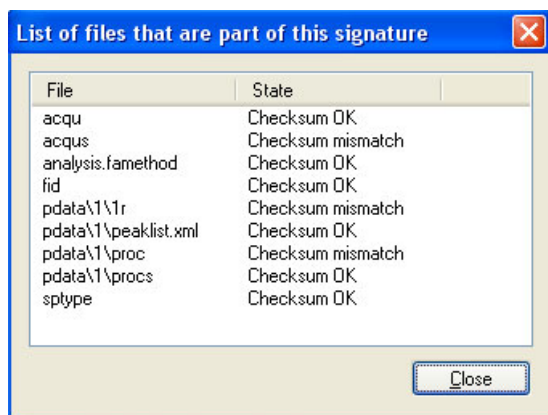 List of files that are part of this signature
File State
acqu Checksum OK
acqus Checksum mismatch
analysis.famethod Checksum OK
fid Checksum OK
pdata\1\1r Checksum mismatch
pdata\1\peaklist.xml Checksum OK
pdata\1\proc Checksum mismatch
pdata\1\procs Checksum OK
sptype Checksum OK
Close